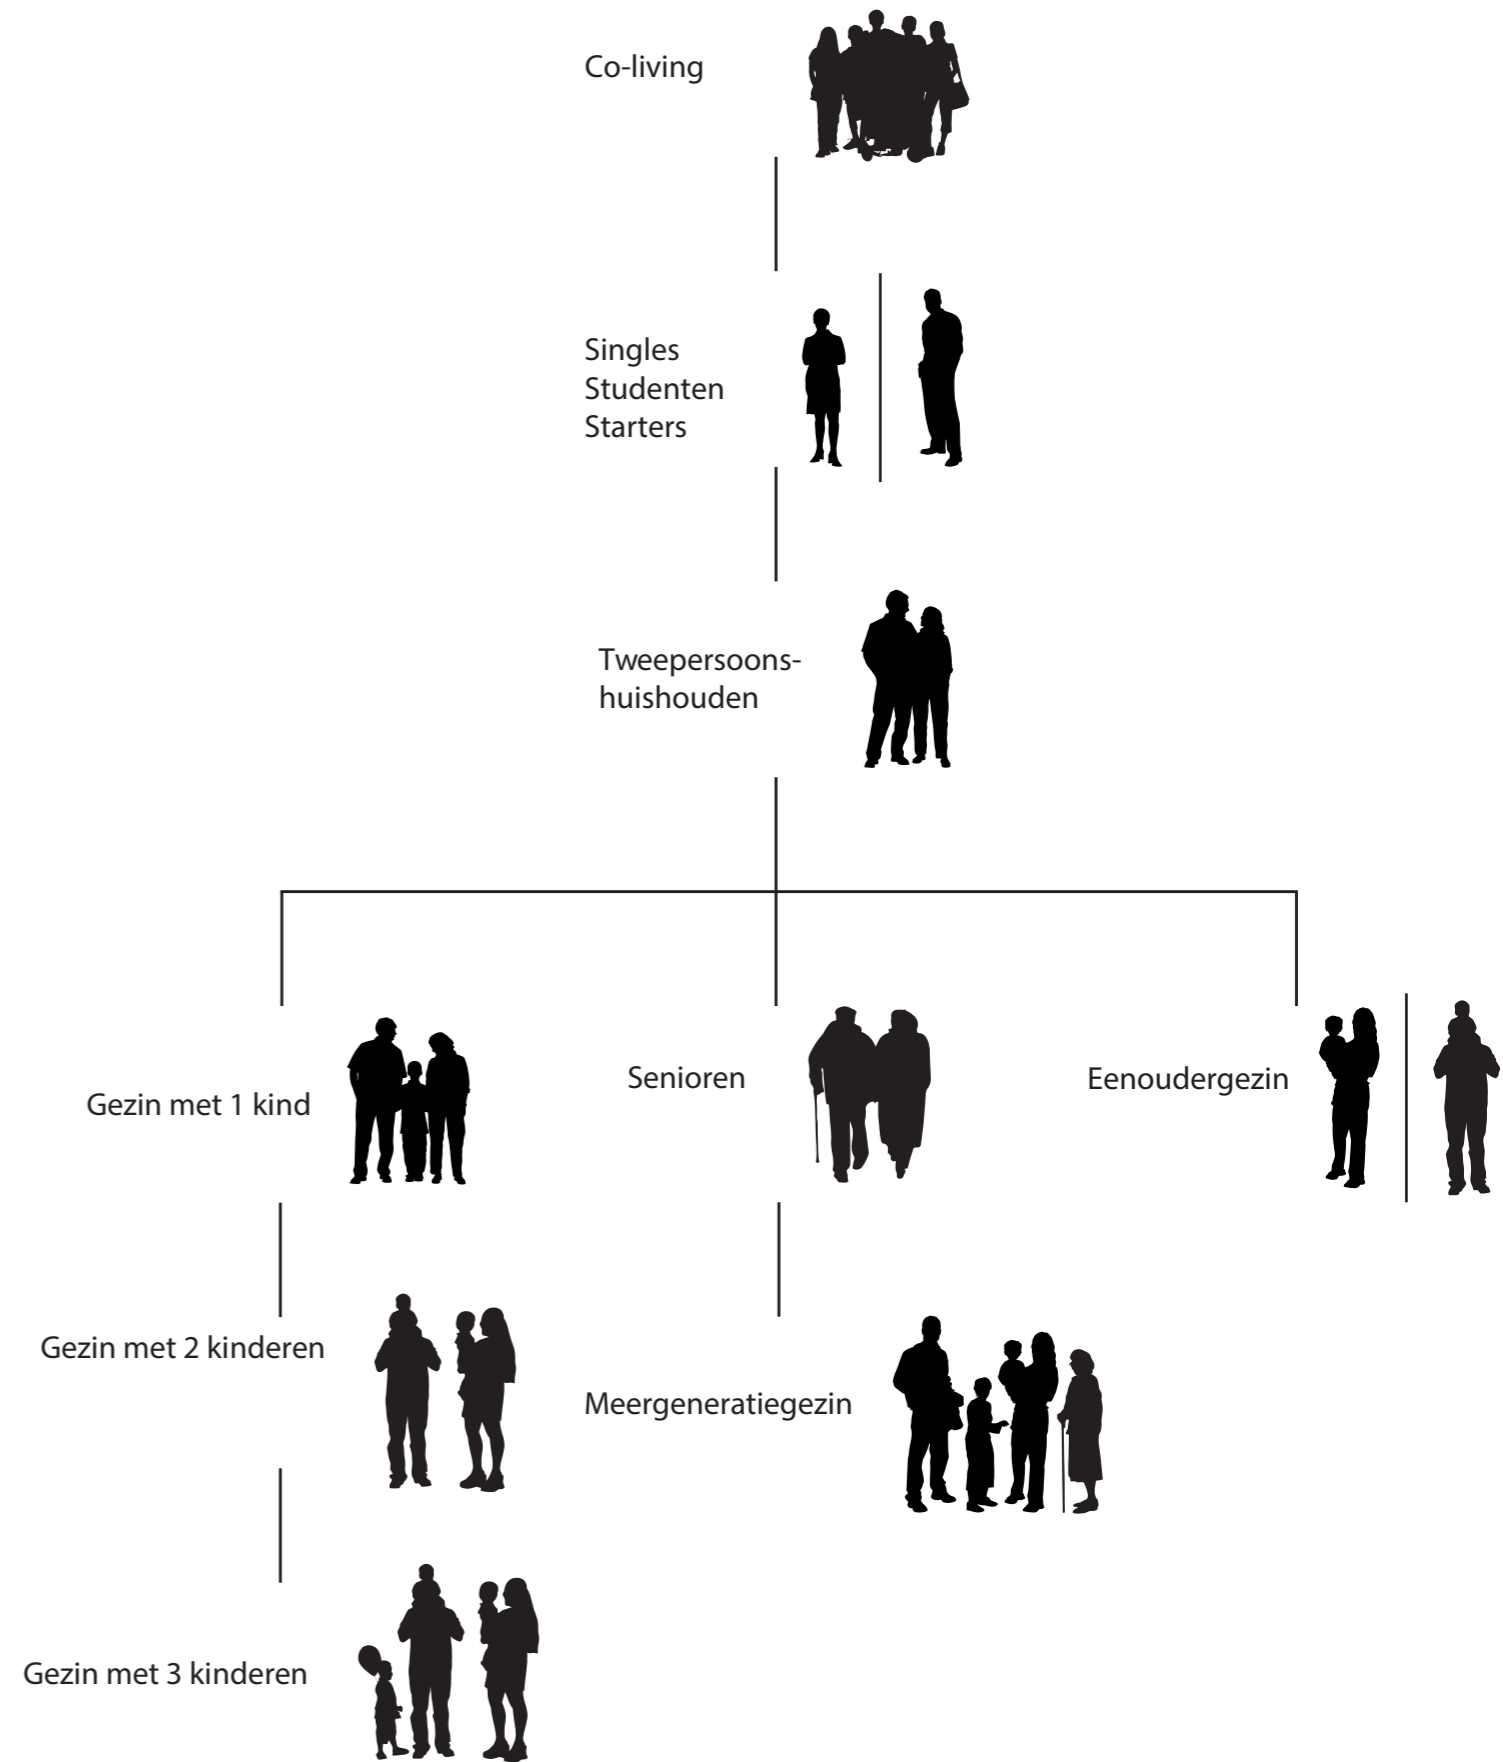 Co-living
Singles
Studenten
Starters
Tweepersoons-
huishouden
Gezin met 1 kind
Senioren
Eenoudergezin
Gezin met 2 kinderen
Meergeneratiegezin
Gezin met 3 kinderen